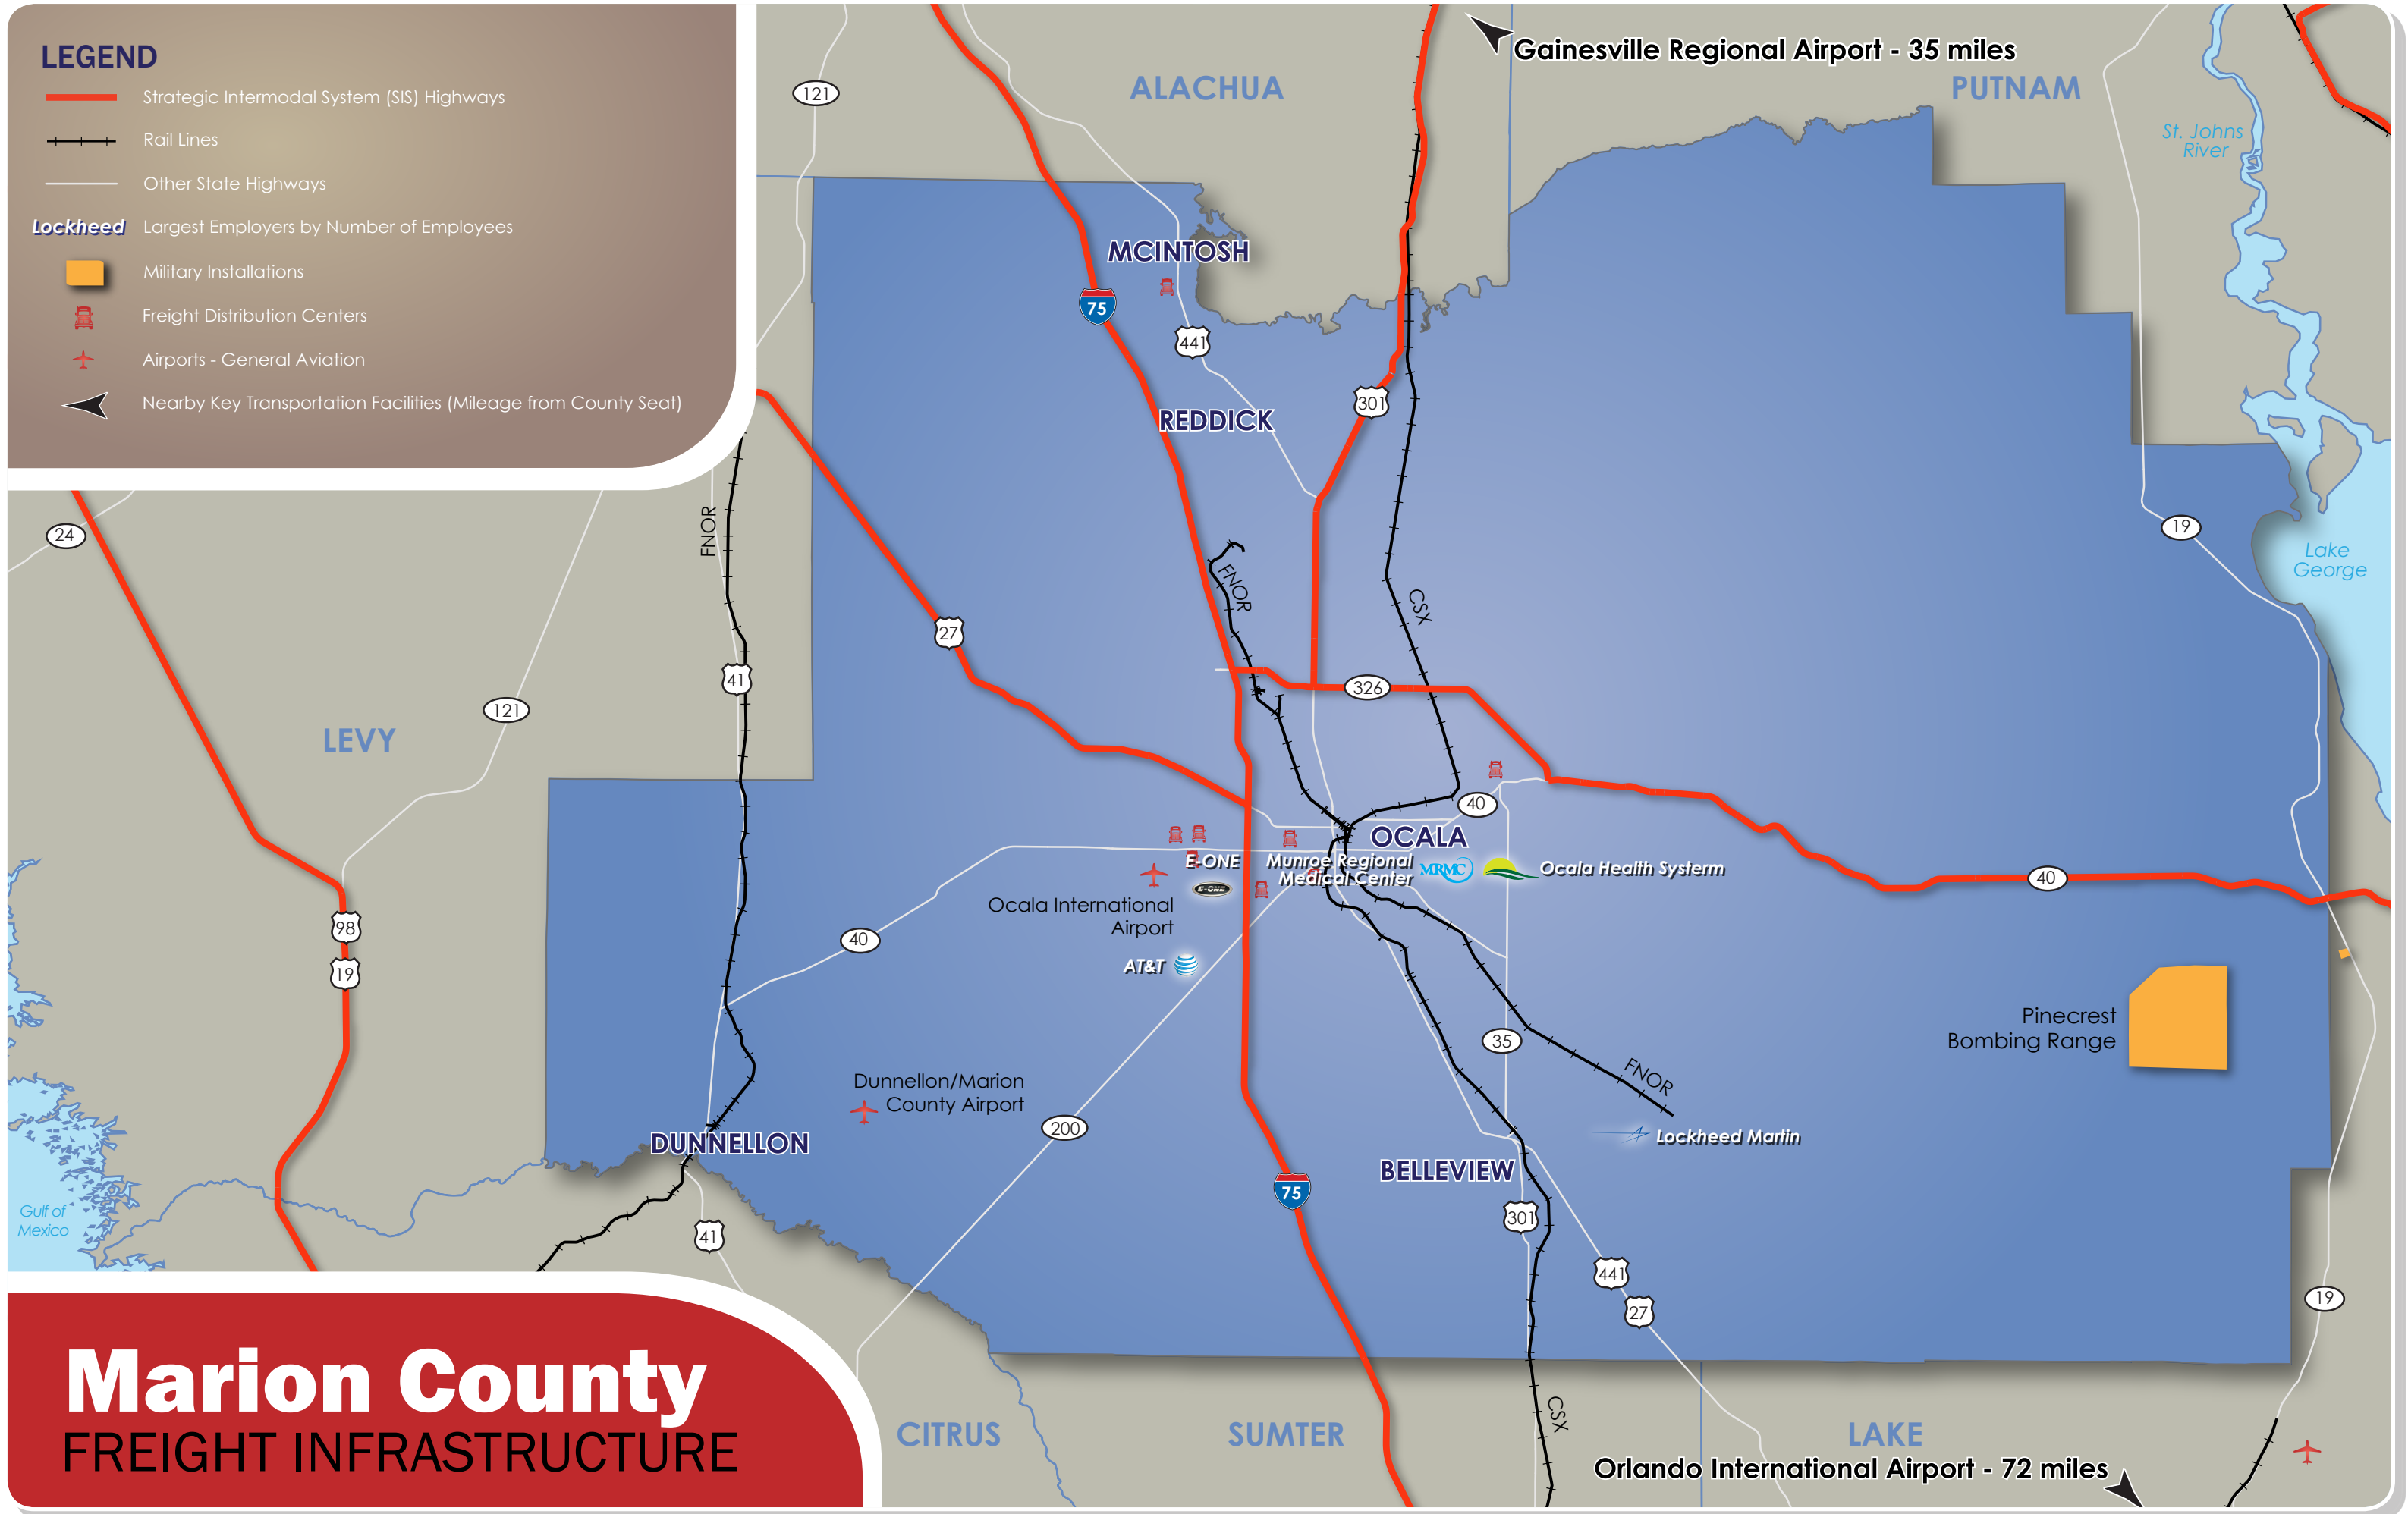 LEGEND
Strategic Intermodal System (SIS) Highways
Rail Lines
Other State Highways
Lockheed Largest Employers by Number of Employees
Military Installations
Freight Distribution Centers
Airports - General Aviation
Nearby Key Transportation Facilities (Mileage from County Seat)
Gainesville Regional Airport - 35 miles
ALACHUA
PUTNAM
121
St. Johns
River
MCINTOSH
75
441
301
REDDICK
24
FNOR
19
Lake
George
FNOR
CSX
27
41
326
121
LEVY
40
OCALA
E-ONE
Munroe Regional
Medical Center
MRMC
Ocala Health Systerm
E-ONE
40
Ocala International
Airport
98
40
AT&T
19
Pinecrest
Bombing Range
35
FNOR
Dunnellon/Marion
County Airport
200
Lockheed Martin
DUNNELLON
BELLEVIEW
75
Gulf of
Mexico
301
41
441
27
19
Marion County
FREIGHT INFRASTRUCTURE
CITRUS
SUMTER
CSX
LAKE
Orlando International Airport - 72 miles